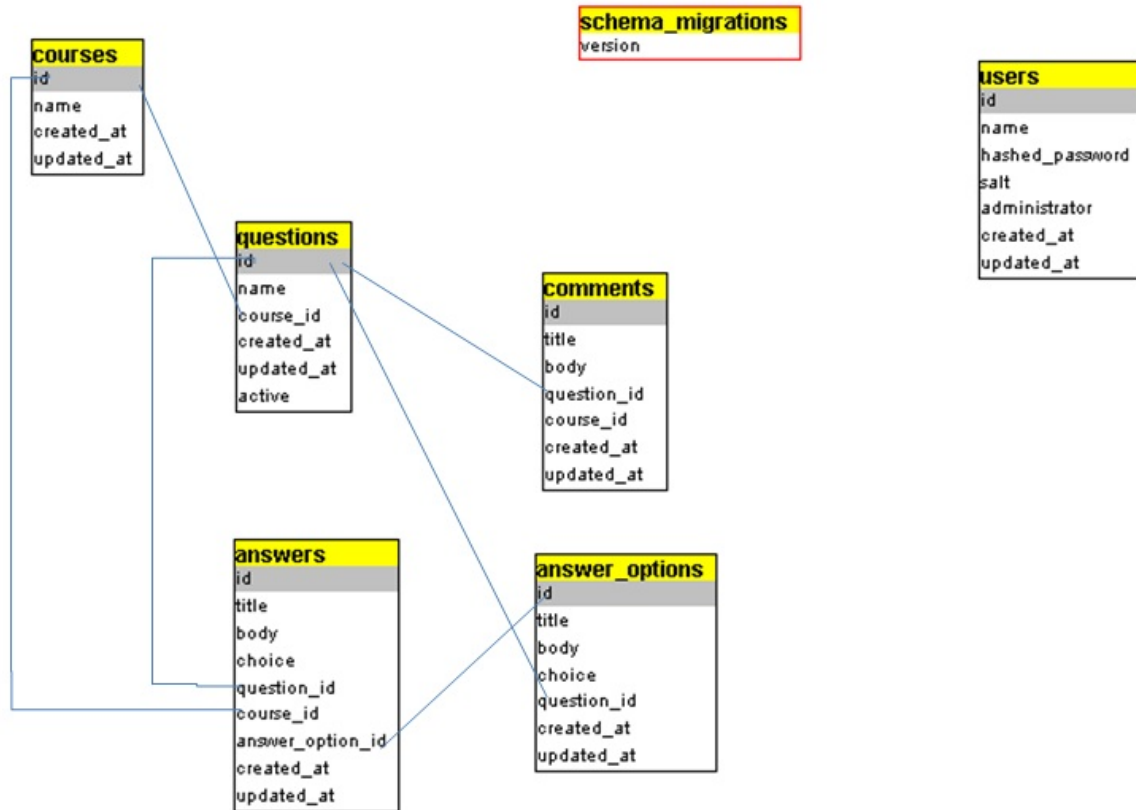 schema_migrations
version
courses
id
name
created_at
updated_at
users
id
name
hashed_password
salt
administrator
created_at
updated_at
questions
id
name
course_id
created_at
updated_at
active
comments
id
title
body
question_id
course_id
created_at
updated_at
answers
id
title
body
choice
question_id
course_id
answer_option_id
created_at
updated_at
answer_options
id
title
body
choice
question_id
created_at
updated_at